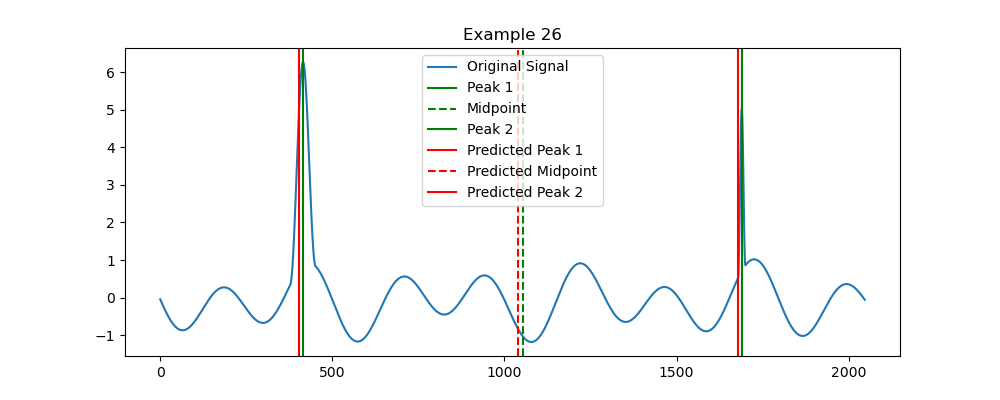 Example 26
Original Signal
Peak 1
Midpoint
Peak 2
Predicted Peak 1
Predicted Midpoint
Predicted Peak 2
6
5
4
3
2
1
0
−1
0 500 1000 1500 2000